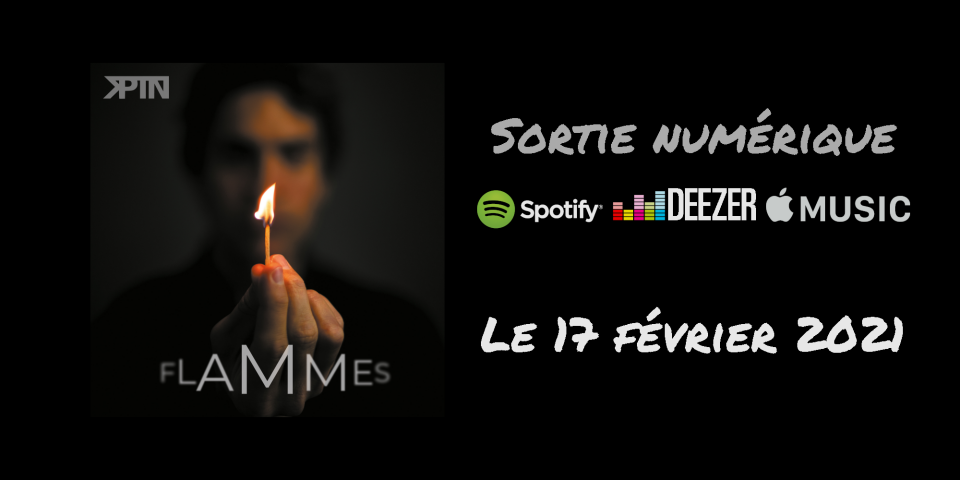 KPTN
FLAMMES
Sortie numérique
Spotify DEEZER MUSIC
Le 17 février 2021